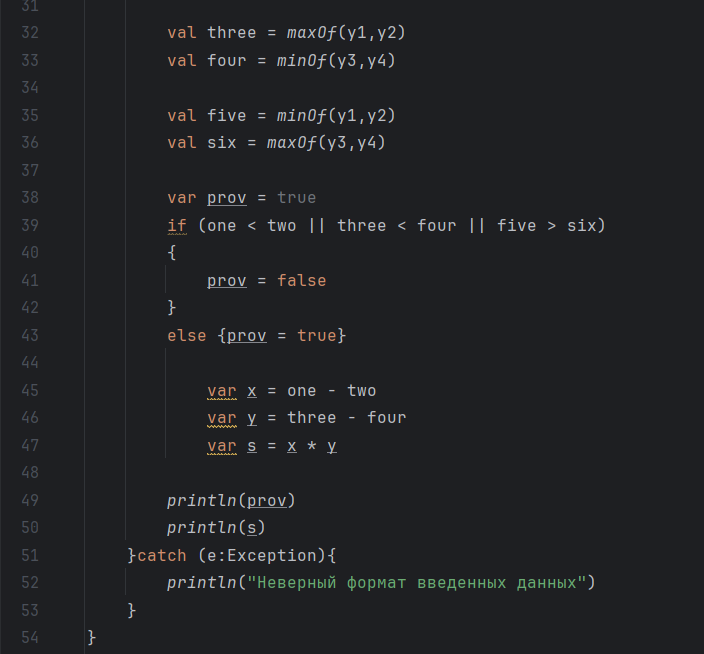 31
32 val three = maxOf(y1,y2)
33 val four = minOf(y3,y4)
34
35 val five = minOf(y1,y2)
36 val six = maxOf(y3,y4)
37
38 var prov = true
39 if (one < two || three < four || five > six)
40 {
41 prov = false
42 }
43 else {prov = true}
44
45 var x = one - two
46 var y = three - four
47 var s = x * y
48
49 println(prov)
50 println(s)
51 }catch (e:Exception){
52 println("Неверный формат введенных данных")
53 }
54 }